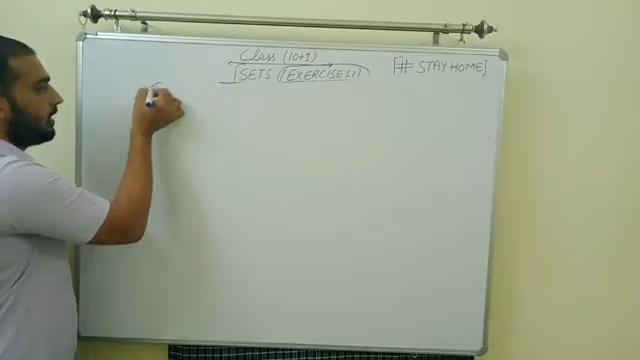 Class (10+1)
SETS (EXERCISE 1.1)
[# STAY HOME]